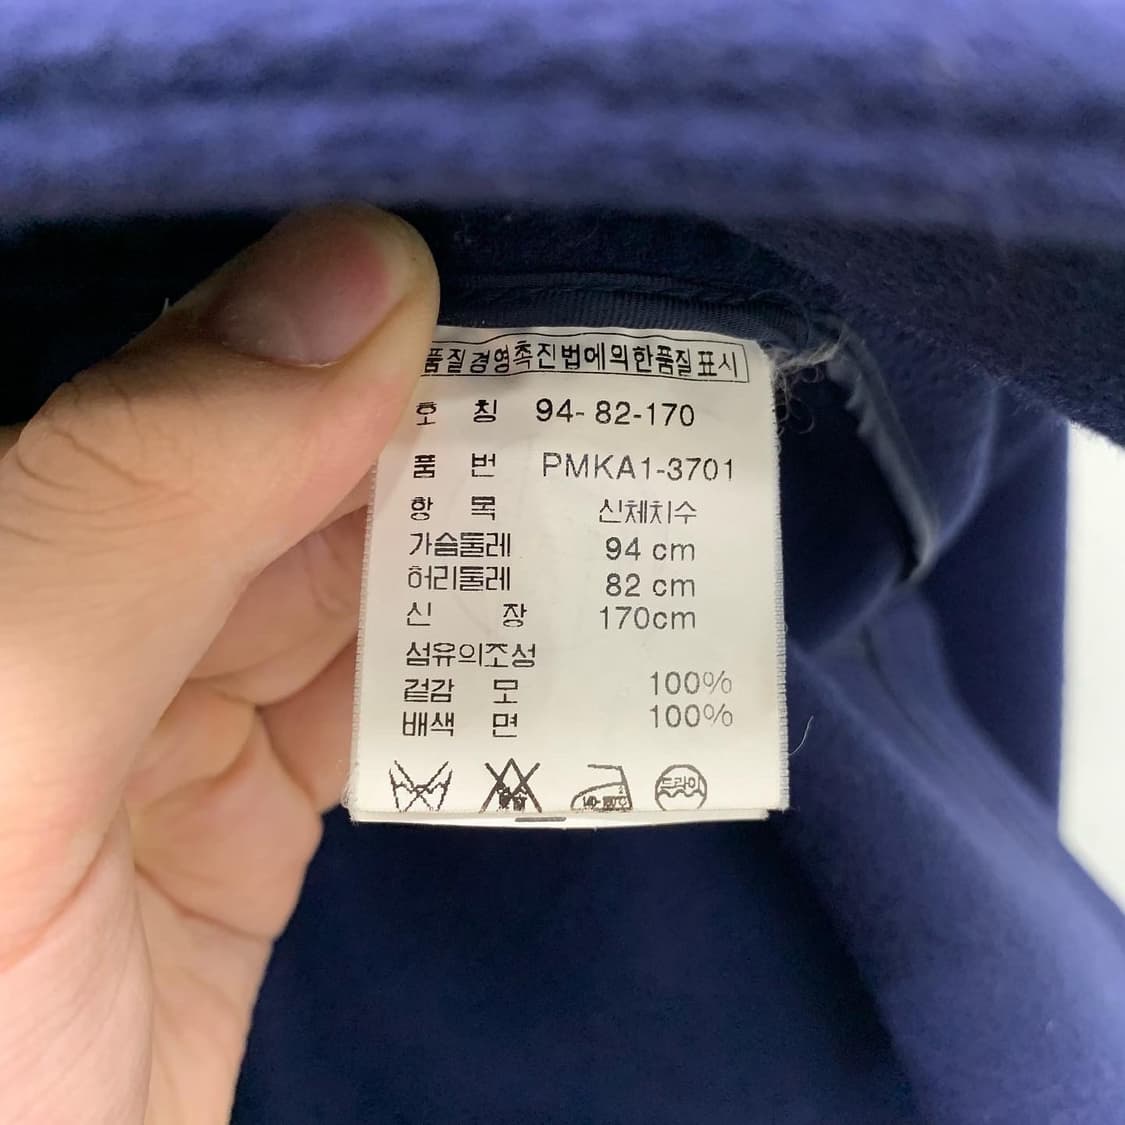 품질경영촉진법에의한품질표시
호 칭 94-82-170
품 번 PMKA1-3701
항 목 신체치수
가슴둘레 94 cm
허리둘레 82 cm
신 장 170cm
섬유의조성
겉감 모 100%
배색 면 100%
드라이